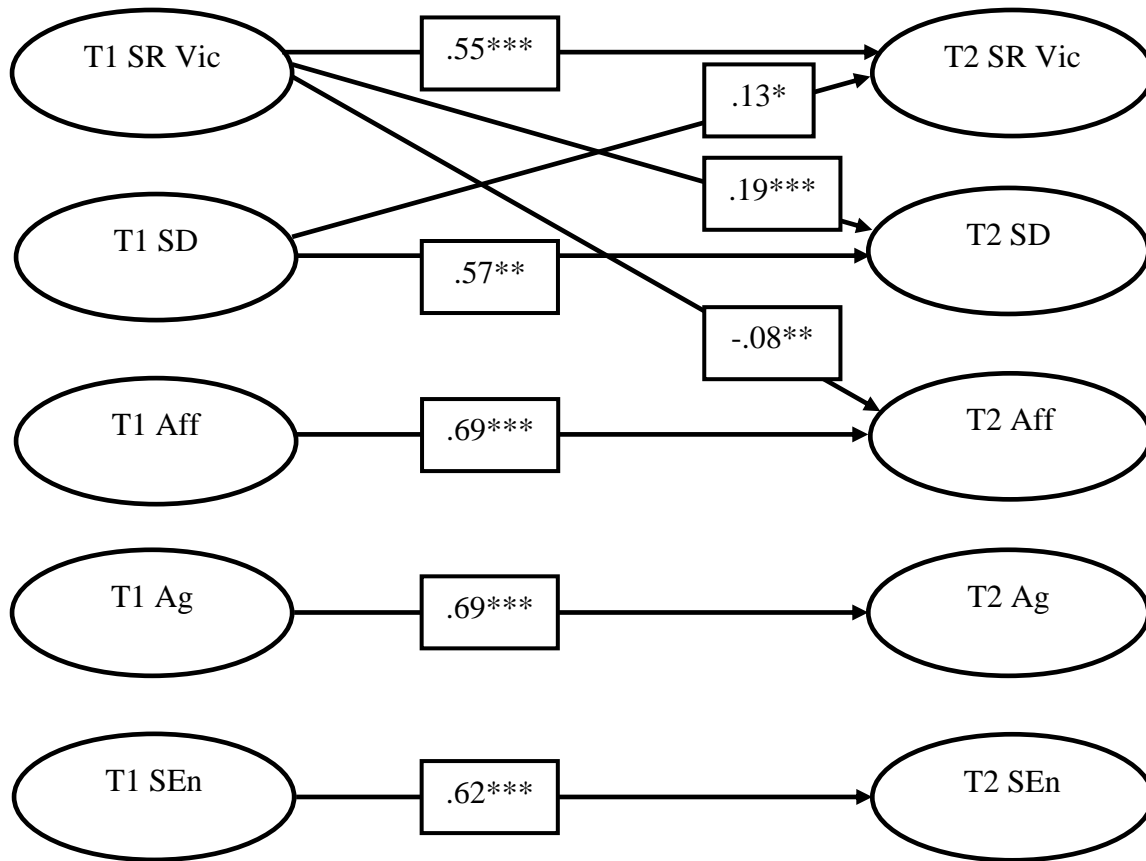 T1 SR Vic
.55***
T2 SR Vic
.13*
.19***
T1 SD
T2 SD
.57**
-.08**
T1 Aff
.69***
T2 Aff
T1 Ag
.69***
T2 Ag
T1 SEn
.62***
T2 SEn